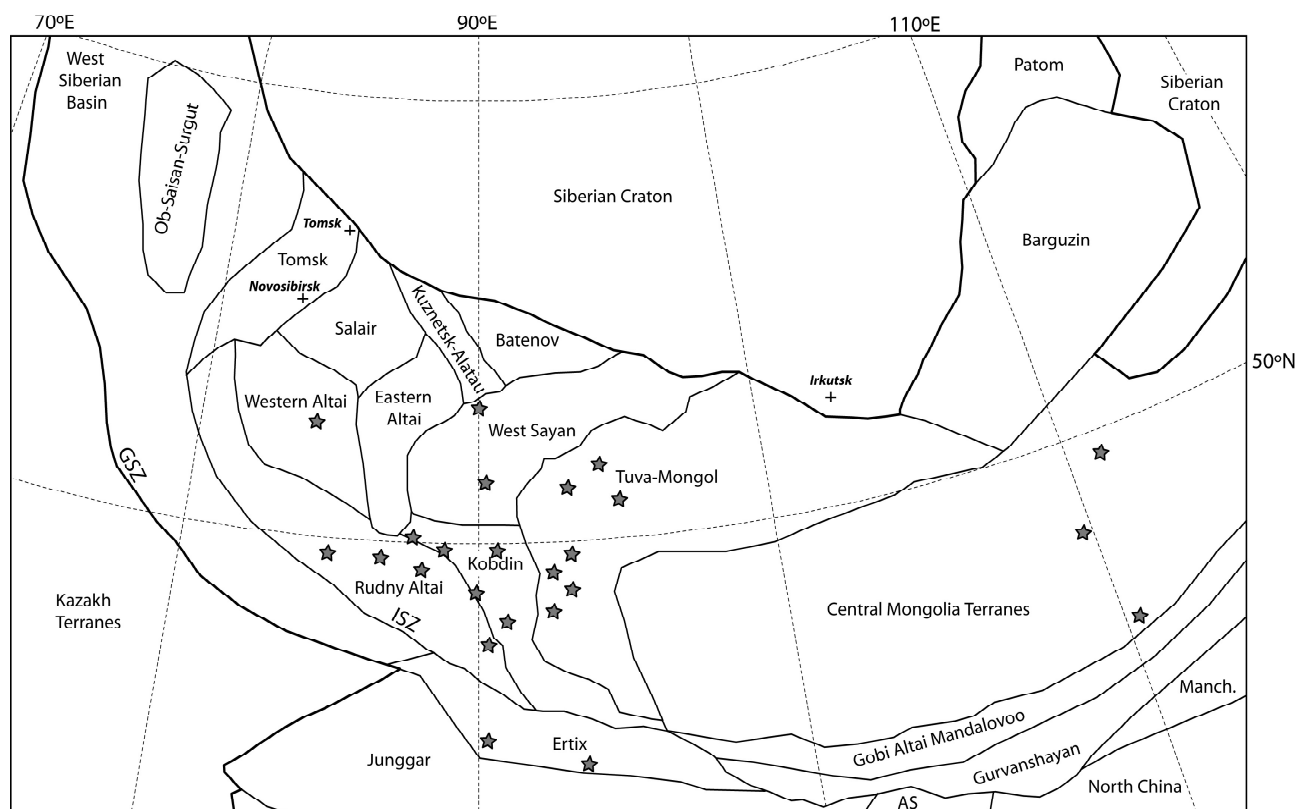 70ºE
90ºE
110ºE
West
Siberian
Basin
Ob-Saisan-Surgut
Patom
Siberian
Craton
Siberian Craton
Tomsk
Tomsk
Novosibirsk
Barguzin
Salair
Kuznetsk-Alatau
Batenov
50ºN
Irkutsk
Western Altai
Eastern
Altai
West Sayan
Tuva-Mongol
GSZ
Kobdin
Rudny Altai
ISZ
Kazakh
Terranes
Central Mongolia Terranes
Manch.
Gobi Altai Mandalovoo
Ertix
Junggar
Gurvanshayan
North China
AS